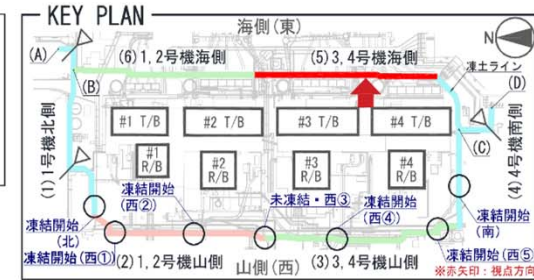 KEY PLAN
海側(東)
N
(A)
(6)1,2号機海側
(5)3,4号機海側
凍土ライン
(D)
(B)
#1 T/B
#2 T/B
#3 T/B
#4 T/B
(C)
(1)1号機北側
(4)4号機南側
#1
R/B
#2
R/B
#3
R/B
#4
R/B
凍結開始
(西②)
未凍結・西③
凍結開始
(西④)
凍結開始
(北)
凍結開始
(南)
凍結開始(西①)
(2)1,2号機山側
山側(西)
(3)3,4号機山側
凍結開始(西⑤)
※赤矢印:視点方向